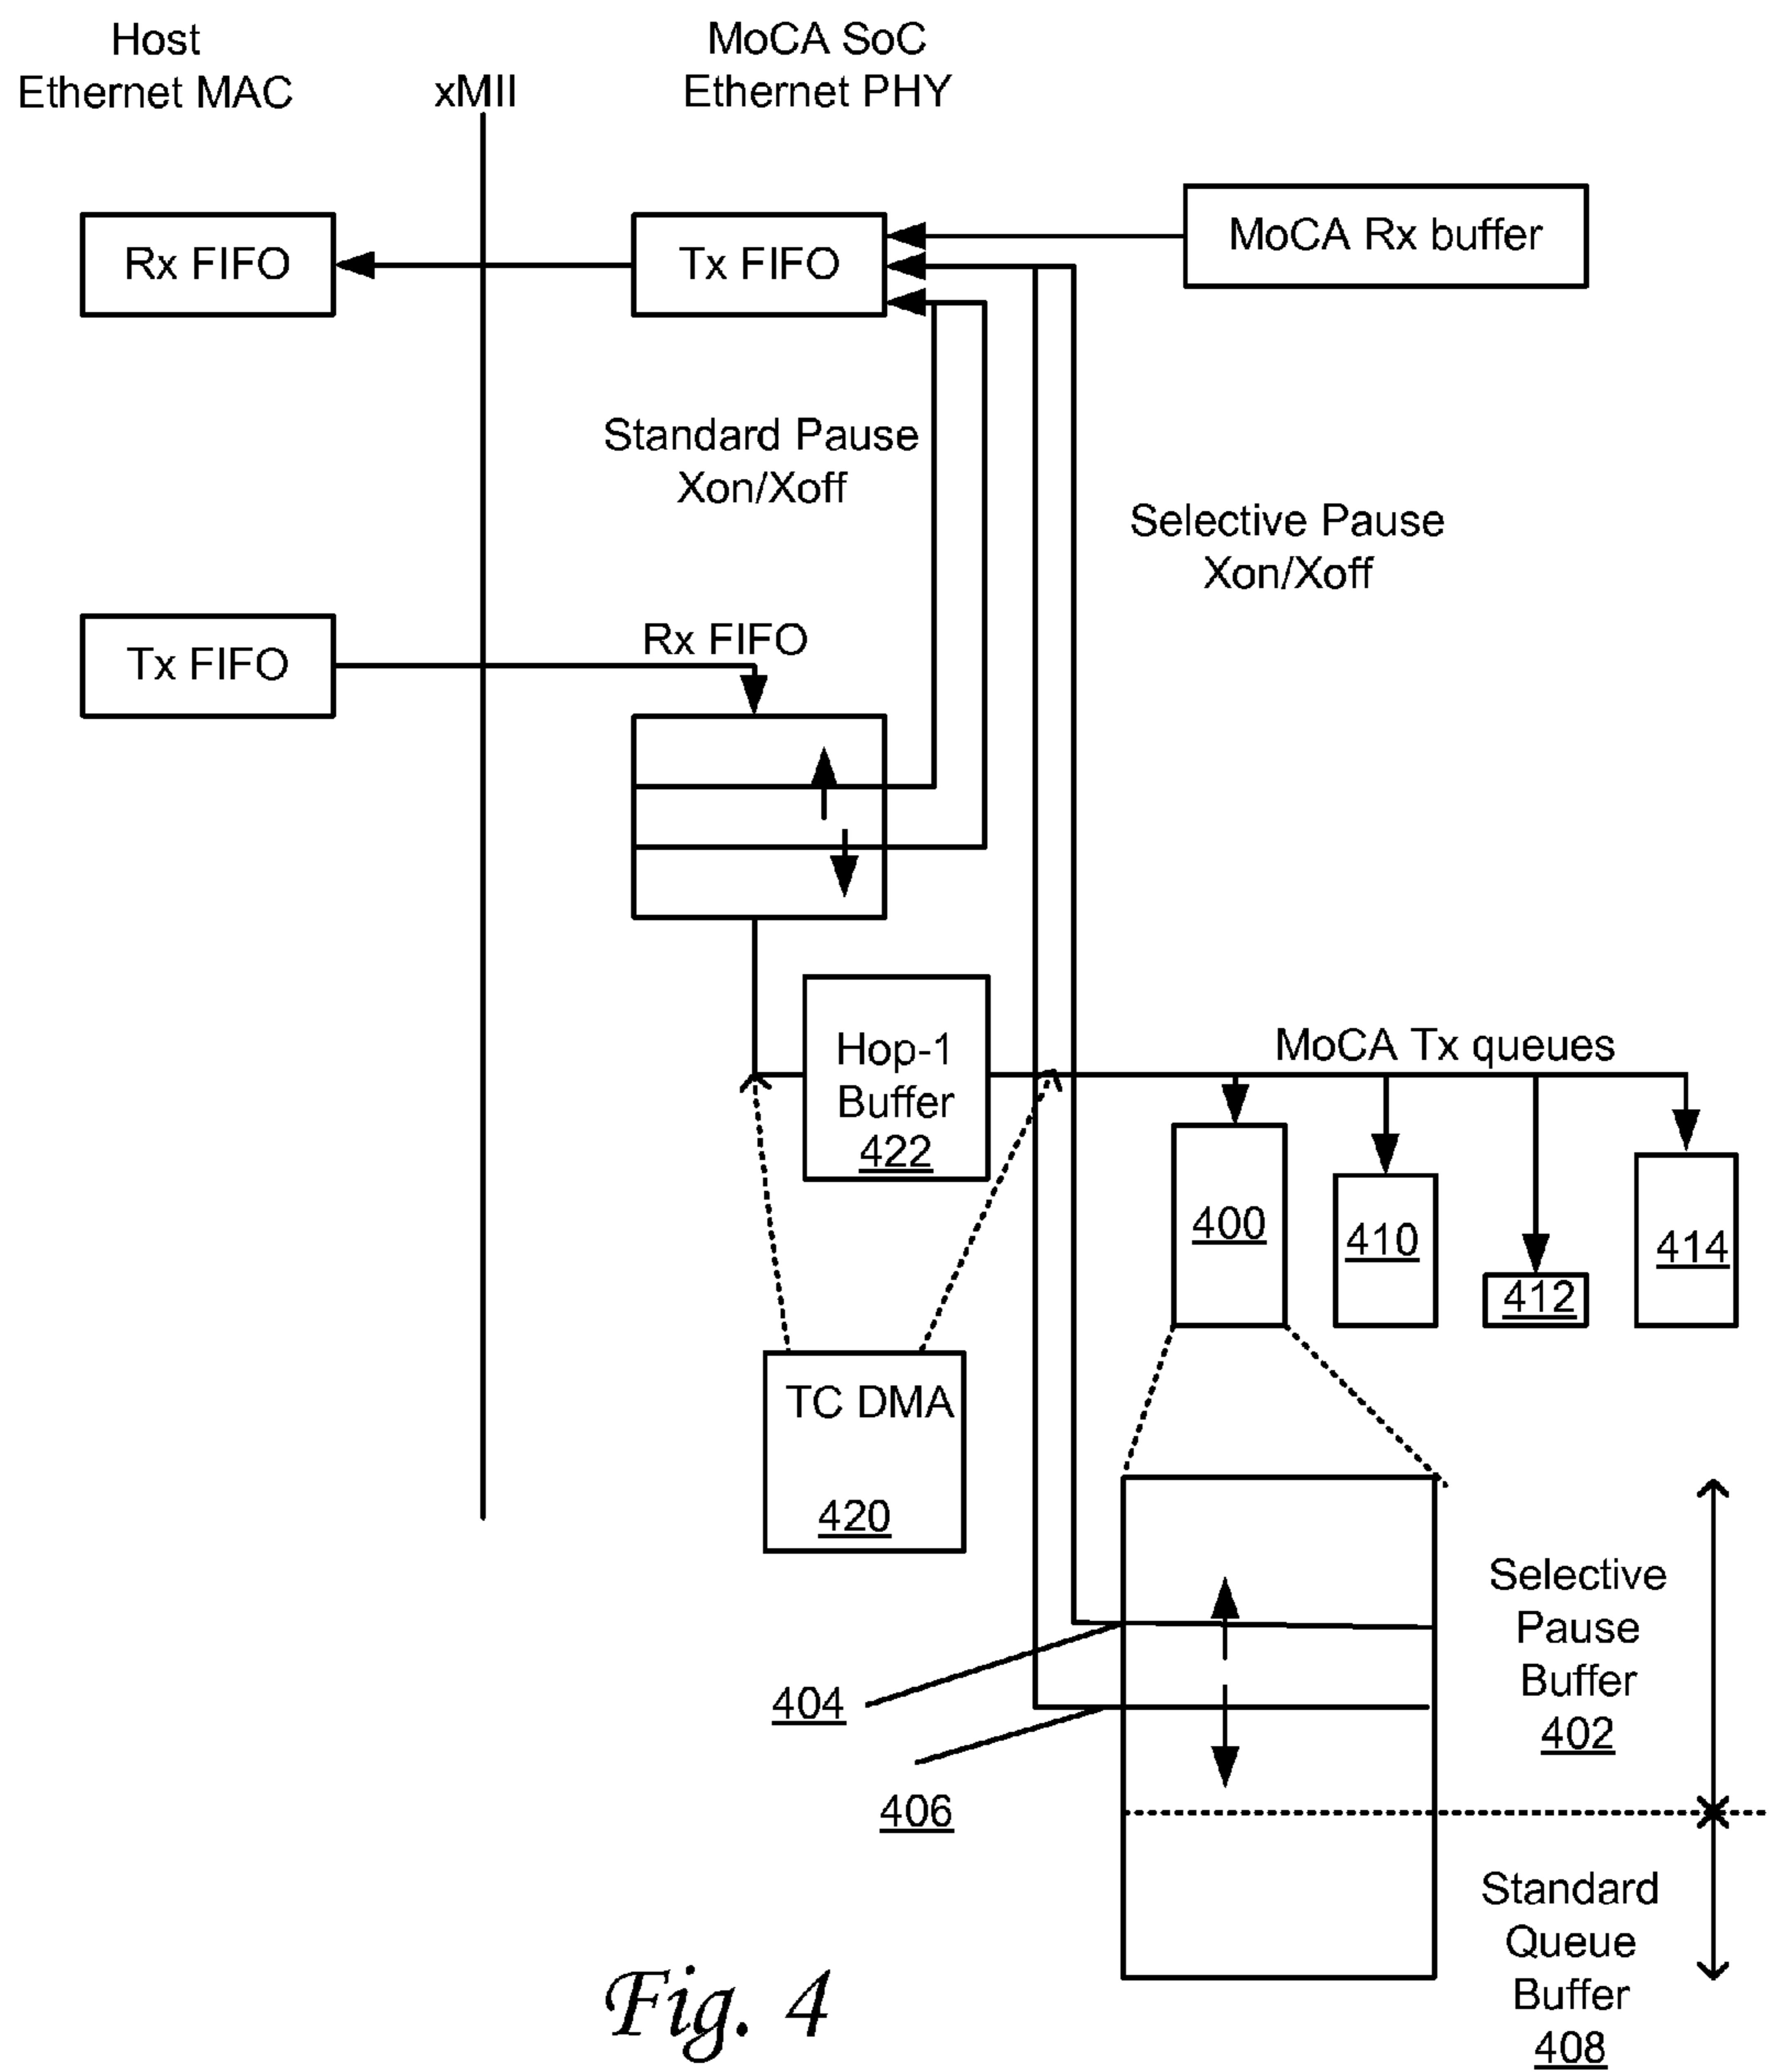 Host
Ethernet MAC
xMII
MoCA SoC
Ethernet PHY
Rx FIFO
Tx FIFO
MoCA Rx buffer
Standard Pause
Xon/Xoff
Selective Pause
Xon/Xoff
Tx FIFO
Rx FIFO
Hop-1
Buffer
422
MoCA Tx queues
400
410
412
414
TC DMA
420
404
406
Selective
Pause
Buffer
402
Standard
Queue
Buffer
408
Fig. 4